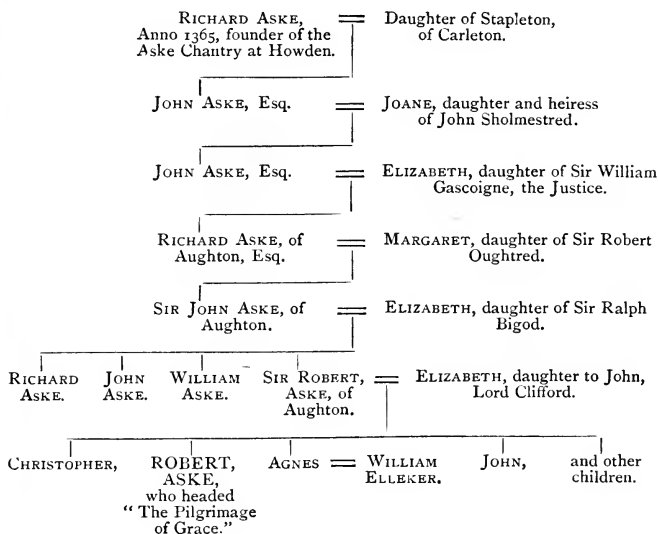 RICHARD ASKE,
Anno 1365, founder of the
Aske Chantry at Howden.
Daughter of Stapleton,
of Carleton.
JOHN ASKE, Esq.
JOANE, daughter and heiress
of John Sholmestred.
JOHN ASKE, Esq.
ELIZABETH, daughter of Sir William
Gascoigne, the Justice.
RICHARD ASKE, of
Aughton, Esq.
MARGARET, daughter of Sir Robert
Oughtred.
SIR JOHN ASKE, of
Aughton.
ELIZABETH, daughter of Sir Ralph
Bigod.
RICHARD
ASKE.
JOHN
ASKE.
WILLIAM
ASKE.
SIR ROBERT,
ASKE, of
Aughton.
ELIZABETH, daughter to John,
Lord Clifford.
CHRISTOPHER,
ROBERT,
ASKE,
who headed
"The Pilgrimage
of Grace."
AGNES
WILLIAM
ELLEKER.
JOHN,
and other
children.